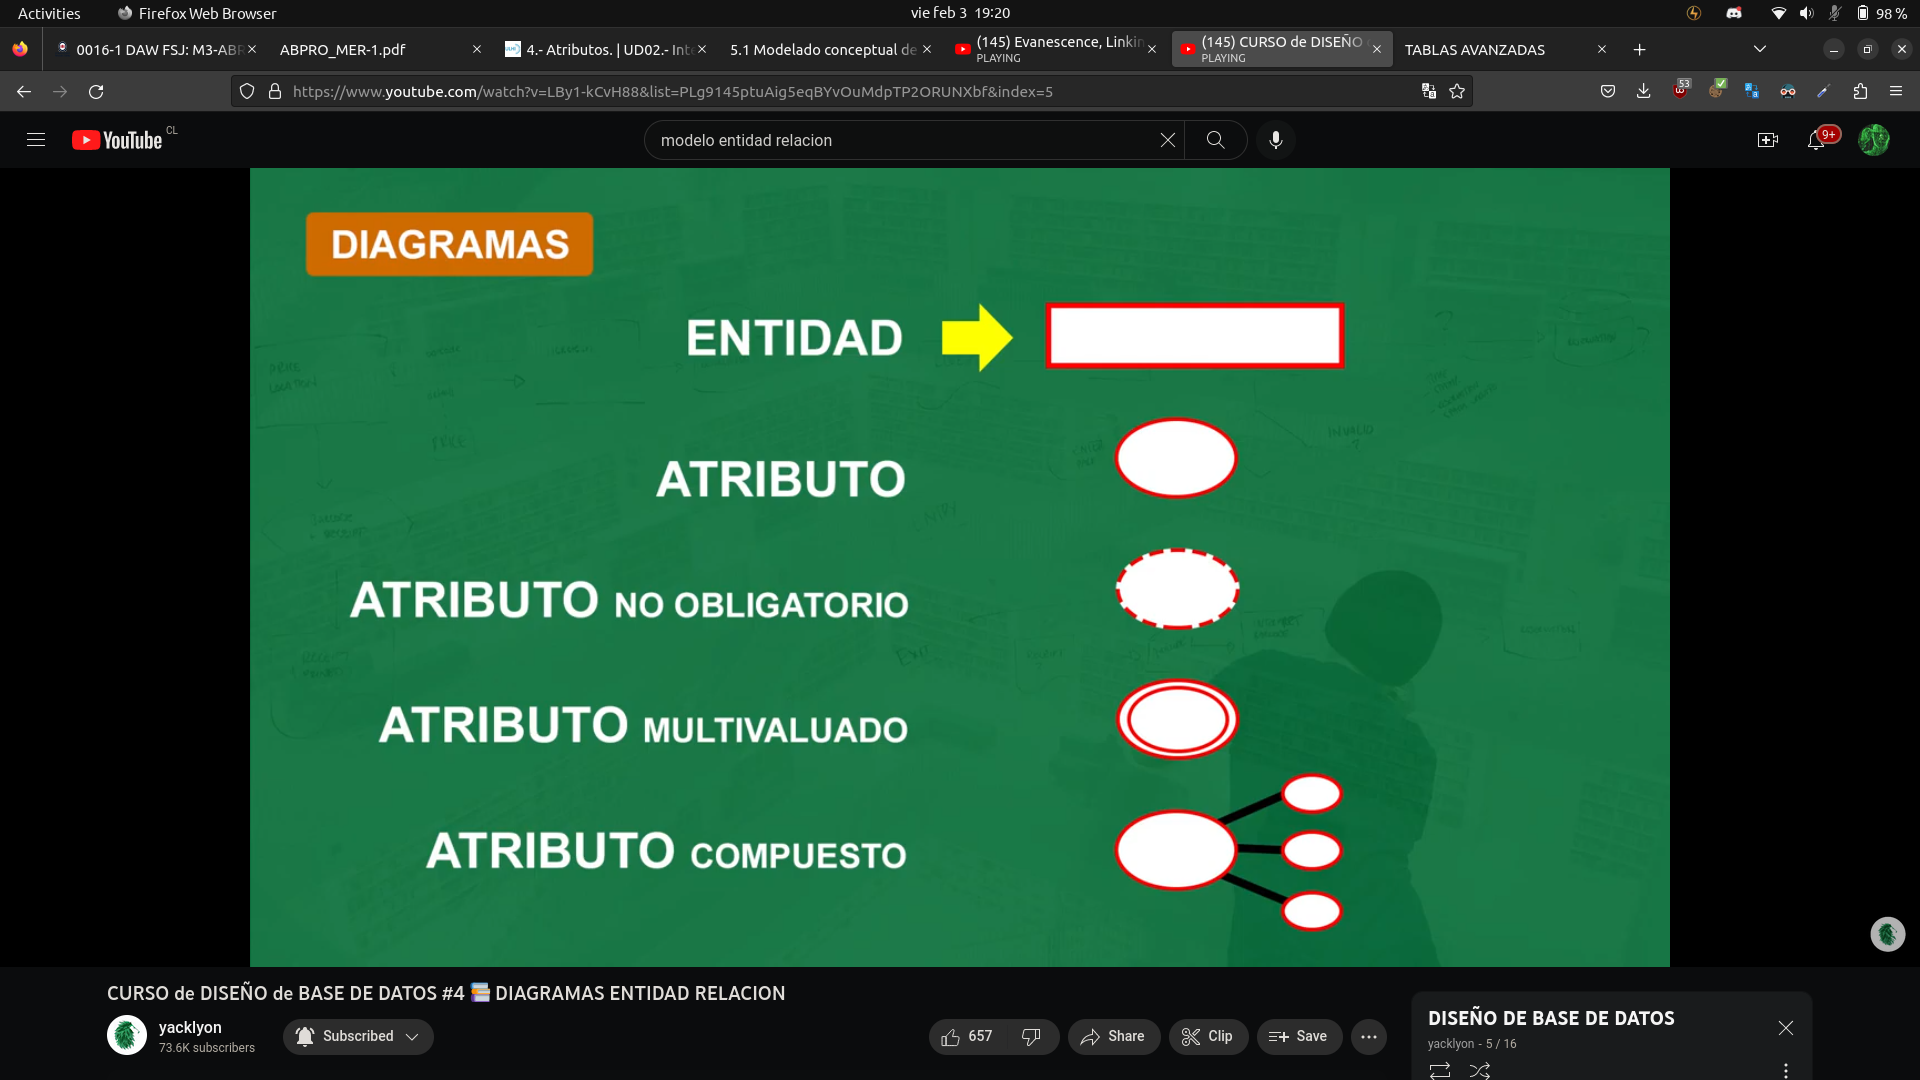 Activities
Firefox Web Browser
vie feb 3 19:20
98 %
0016-1 DAW FSJ: M3-ABR
ABPRO_MER-1.pdf
4.- Atributos. | UD02.- Inte
5.1 Modelado conceptual de
(145) Evanescence, Linkin
PLAYING
(145) CURSO de DISEÑO
PLAYING
TABLAS AVANZADAS
https://www.youtube.com/watch?v=LBy1-kCvH88&list=PLg9145ptuAig5eqBYvOuMdpTP2ORUNXbf&index=5
53
YouTube CL
modelo entidad relacion
9+
DIAGRAMAS
ENTIDAD
ATRIBUTO
ATRIBUTO NO OBLIGATORIO
ATRIBUTO MULTIVALUADO
ATRIBUTO COMPUESTO
CURSO de DISEÑO de BASE DE DATOS #4 📚 DIAGRAMAS ENTIDAD RELACION
yacklyon
73.6K subscribers
Subscribed
657
Share
Clip
Save
DISEÑO DE BASE DE DATOS
yacklyon - 5 / 16